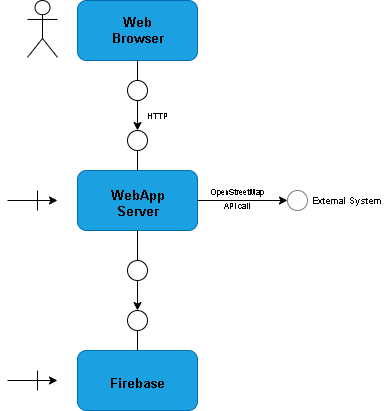 Web
Browser
HTTP
WebApp
Server
OpenStreetMap
API call
External System
Firebase